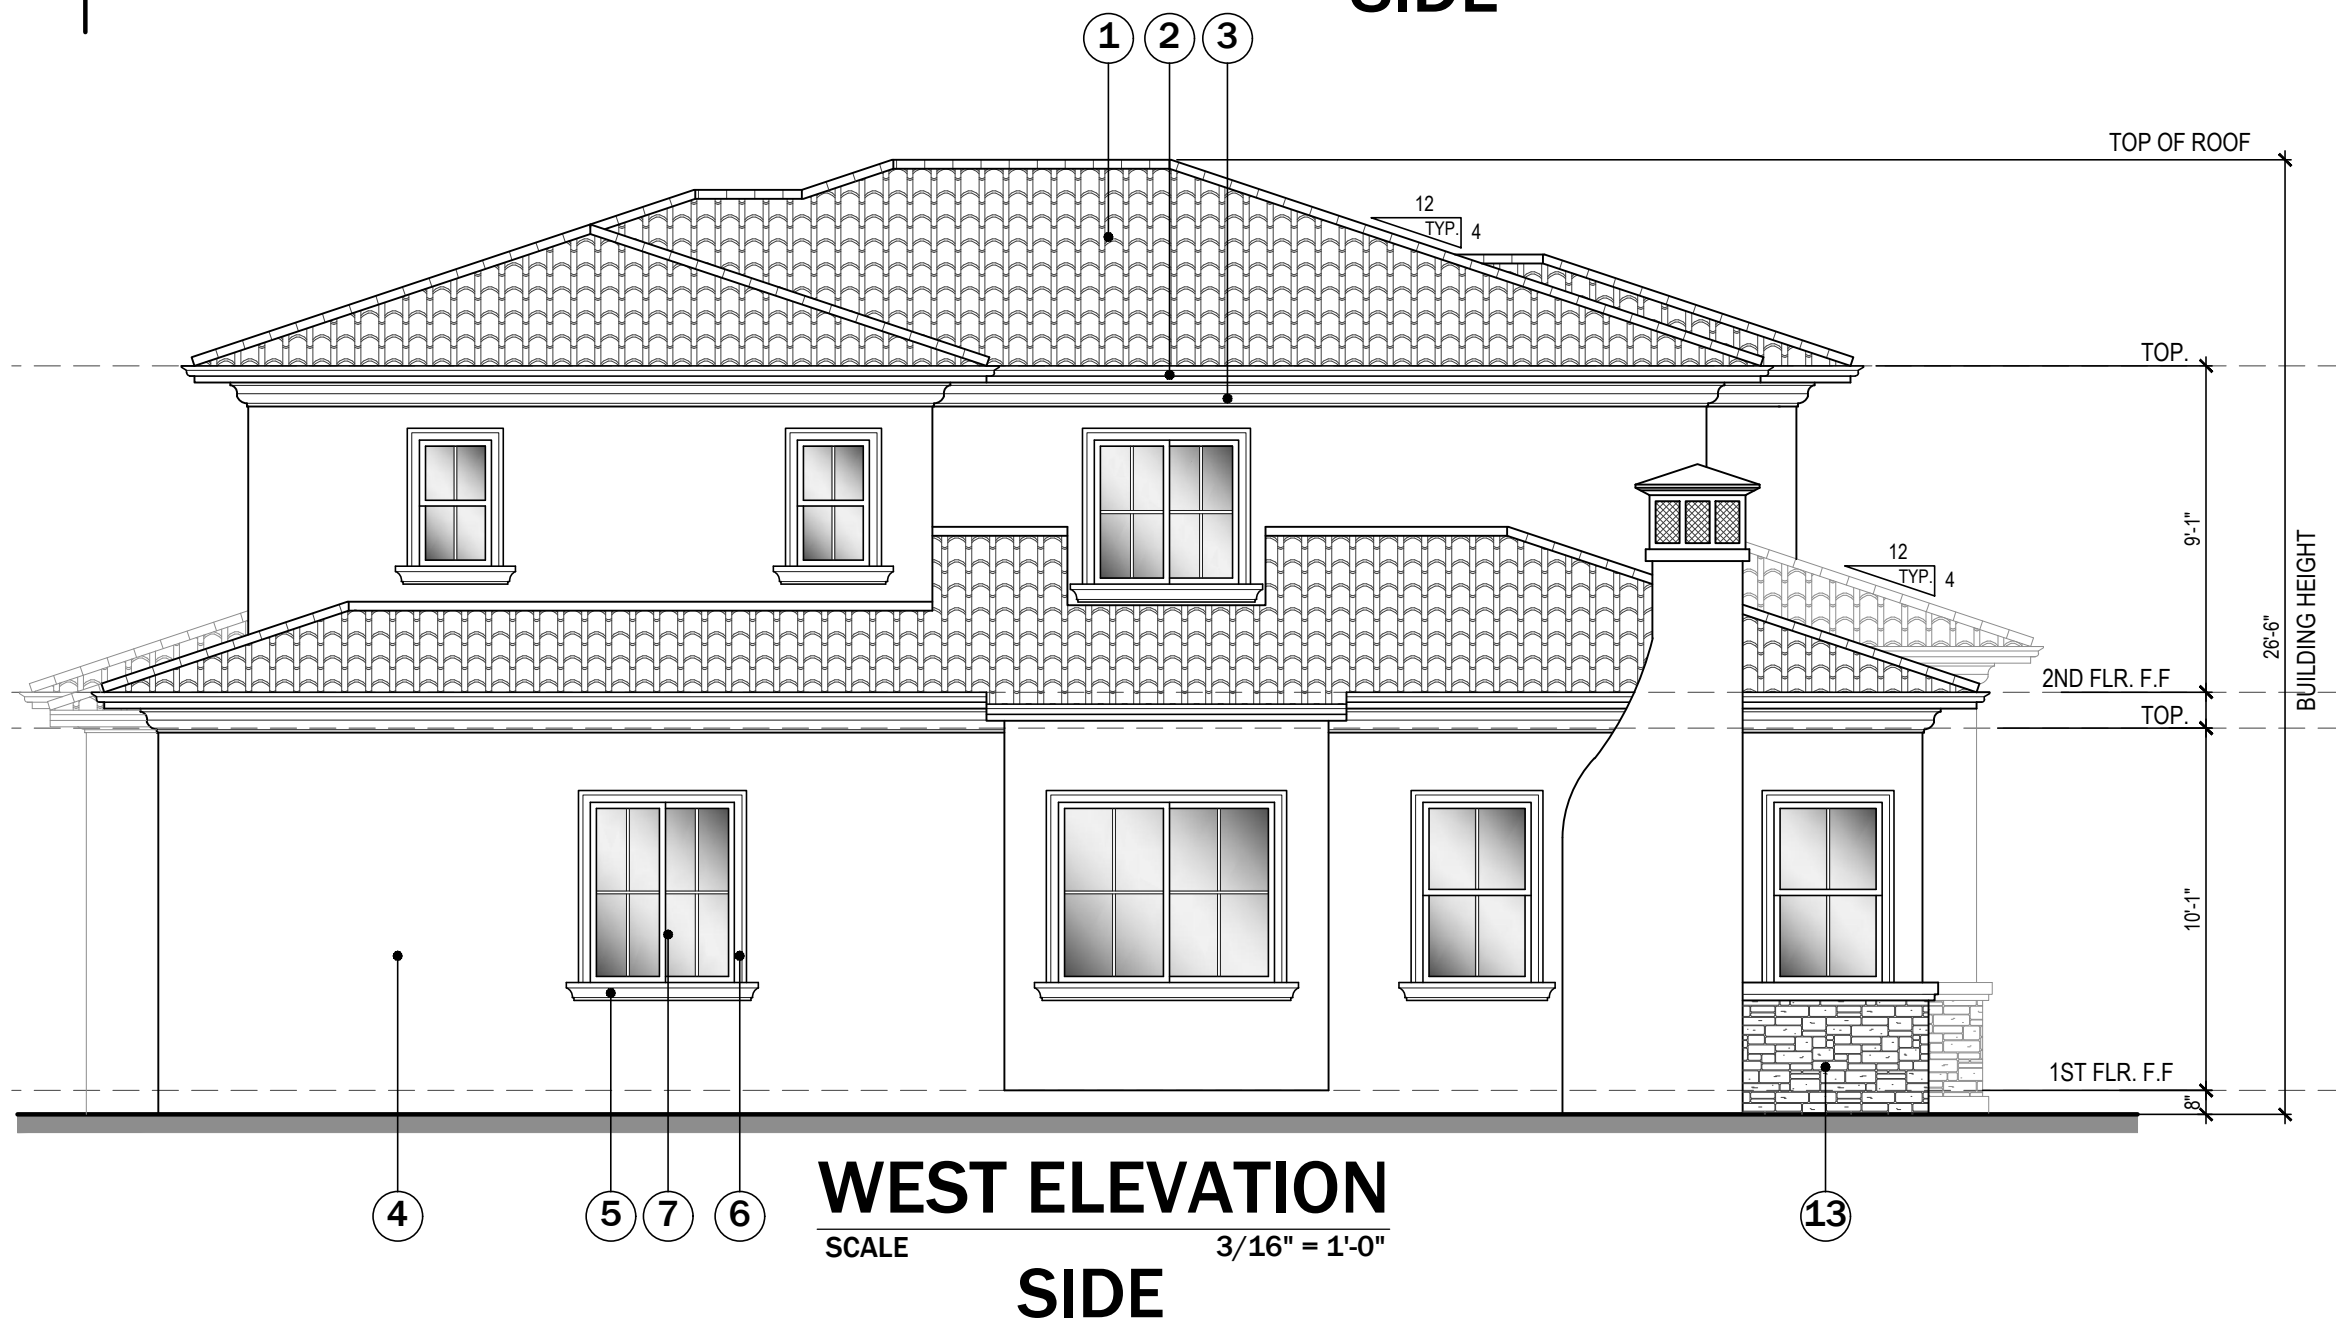 SIDE
1 2 3
TOP OF ROOF
12
TYP. 4
TOP.
9'-1"
12
TYP. 4
26'-6"
BUILDING HEIGHT
2ND FLR. F.F
TOP.
10'-1"
1ST FLR. F.F
8"
4 5 7 6 13
WEST ELEVATION
SCALE 3/16" = 1'-0"
SIDE